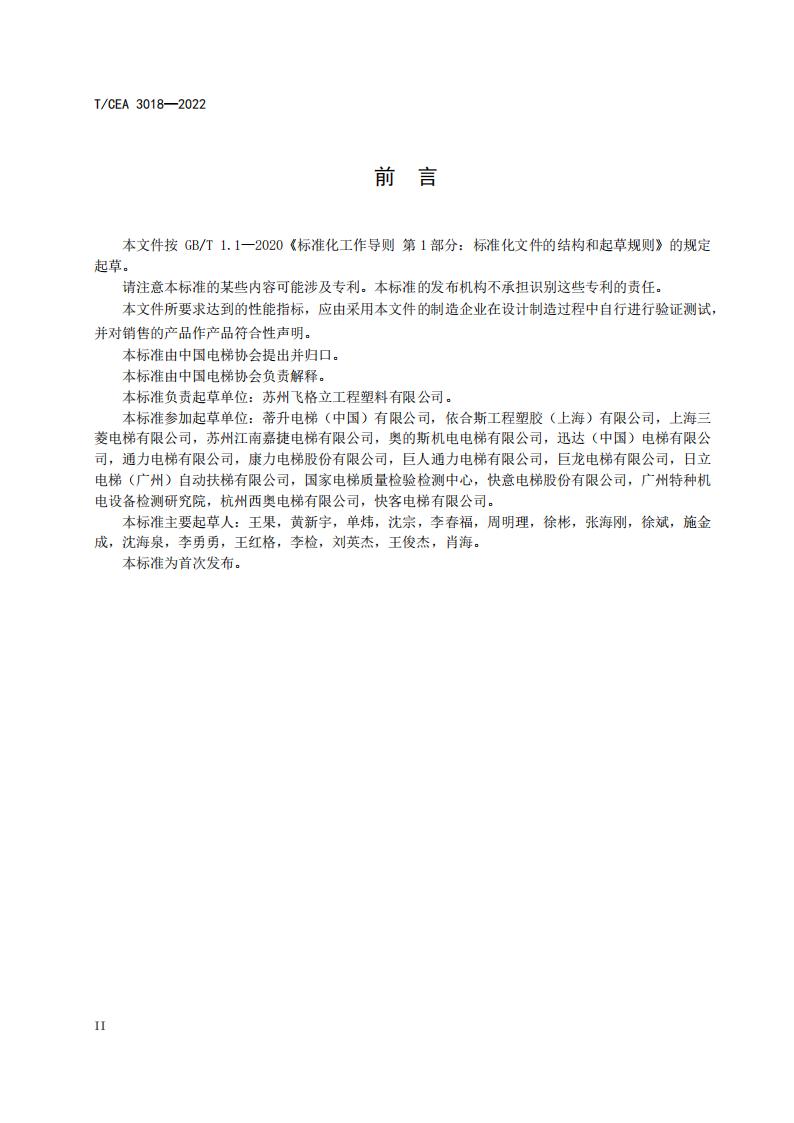 T/CEA 3018—2022
前 言
本文件按 GB/T 1.1—2020《标准化工作导则 第1部分：标准化文件的结构和起草规则》的规定
起草。
请注意本标准的某些内容可能涉及专利。本标准的发布机构不承担识别这些专利的责任。
本文件所要求达到的性能指标，应由采用本文件的制造企业在设计制造过程中自行进行验证测试，
并对销售的产品作产品符合性声明。
本标准由中国电梯协会提出并归口。
本标准由中国电梯协会负责解释。
本标准负责起草单位：苏州飞格立工程塑料有限公司。
本标准参加起草单位：蒂升电梯（中国）有限公司，依合斯工程塑胶（上海）有限公司，上海三
菱电梯有限公司，苏州江南嘉捷电梯有限公司，奥的斯机电电梯有限公司，迅达（中国）电梯有限公
司，通力电梯有限公司，康力电梯股份有限公司，巨人通力电梯有限公司，巨龙电梯有限公司，日立
电梯（广州）自动扶梯有限公司，国家电梯质量检验检测中心，快意电梯股份有限公司，广州特种机
电设备检测研究院，杭州西奥电梯有限公司，快客电梯有限公司。
本标准主要起草人：王果，黄新宇，单炜，沈宗，李春福，周明理，徐彬，张海刚，徐斌，施金
成，沈海泉，李勇勇，王红格，李检，刘英杰，王俊杰，肖海。
本标准为首次发布。
II